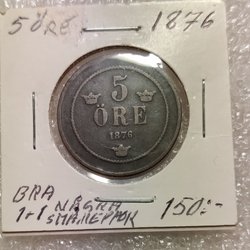 5 ÖRE 1876
5
ÖRE
1876
BRA NÅGRA
1+1 SMÅREPOR 150:-